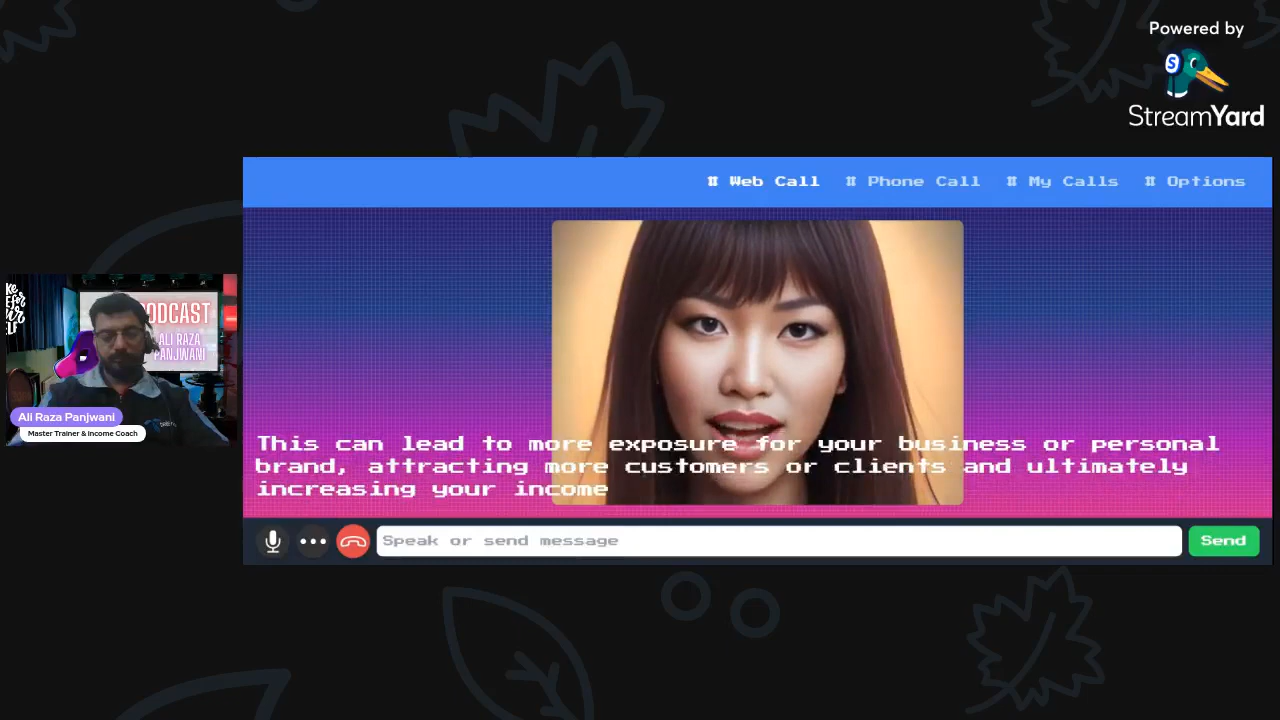 Powered by
StreamYard
# Web Call # Phone Call # My Calls # Options
PODCAST
ALI RAZA
PANJWANI
Ali Raza Panjwani
Master Trainer & Income Coach
This can lead to more exposure for your business or personal
brand, attracting more customers or clients and ultimately
increasing your income
Speak or send message
Send